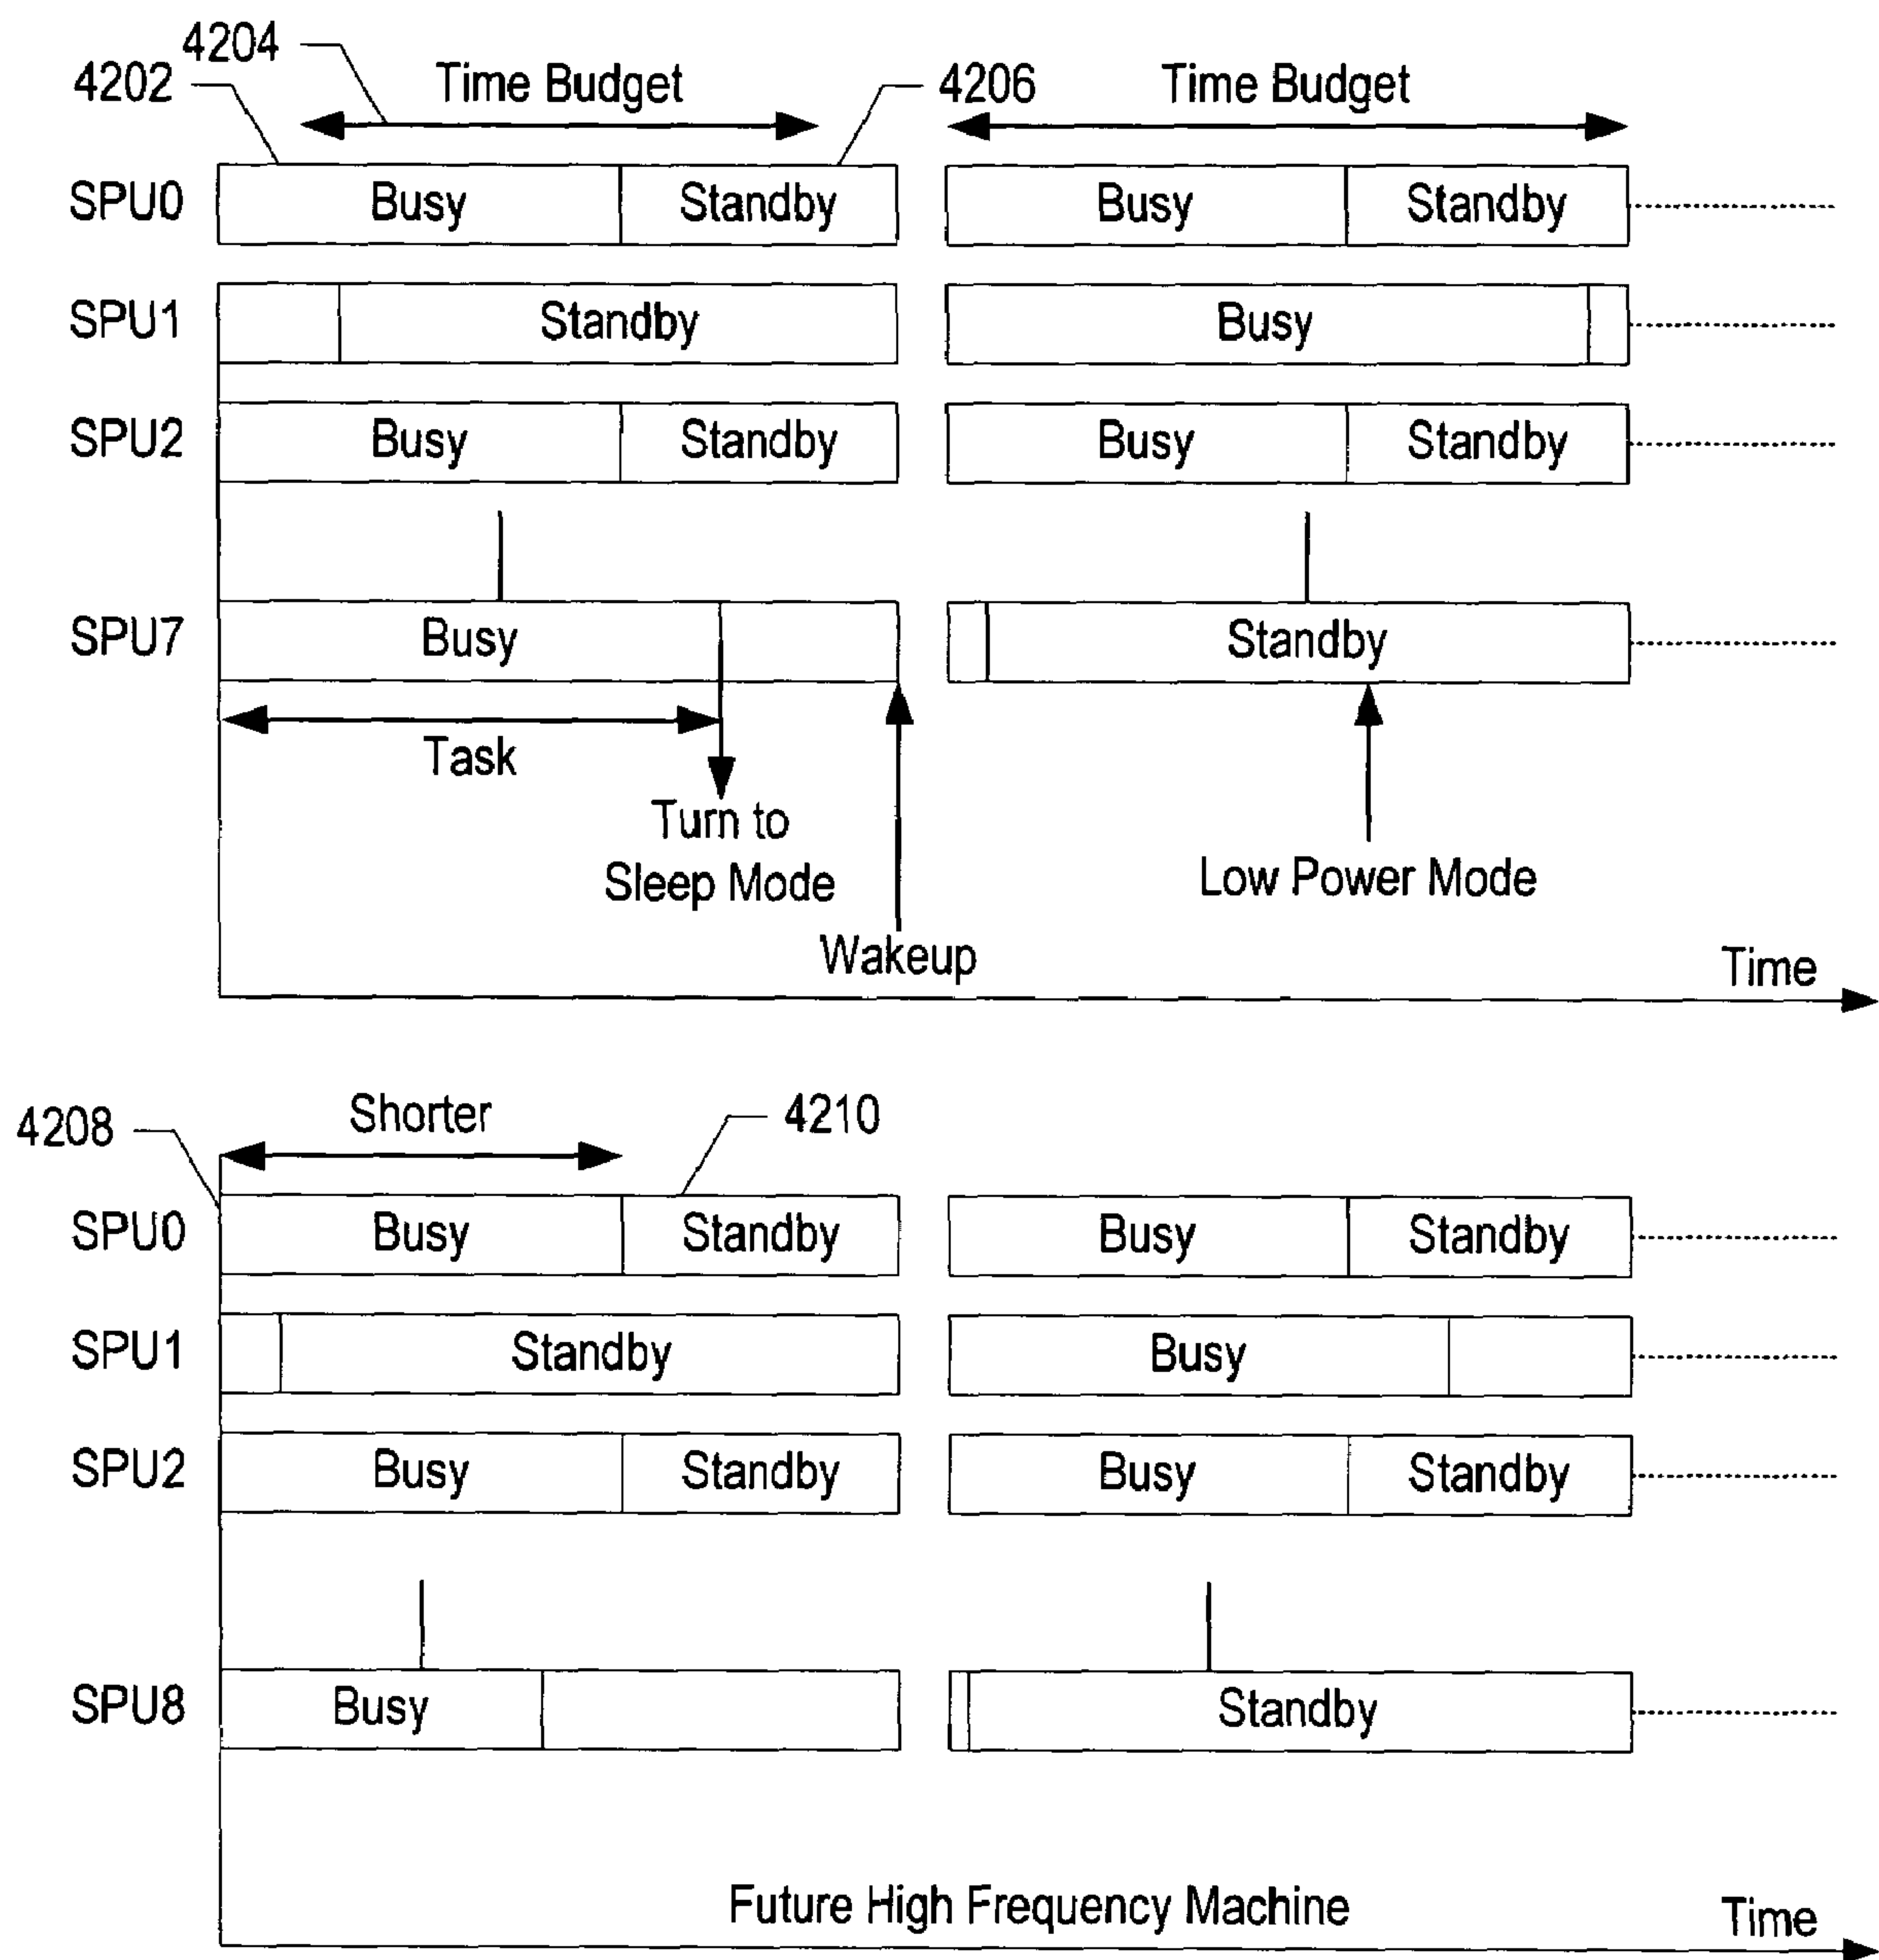 4204
4202
Time Budget
4206
Time Budget
SPU0
Busy
Standby
Busy
Standby
SPU1
Standby
Busy
SPU2
Busy
Standby
Busy
Standby
SPU7
Busy
Standby
Task
Turn to
Sleep Mode
Low Power Mode
Wakeup
Time
4208
Shorter
4210
SPU0
Busy
Standby
Busy
Standby
SPU1
Standby
Busy
SPU2
Busy
Standby
Busy
Standby
SPU8
Busy
Standby
Future High Frequency Machine
Time